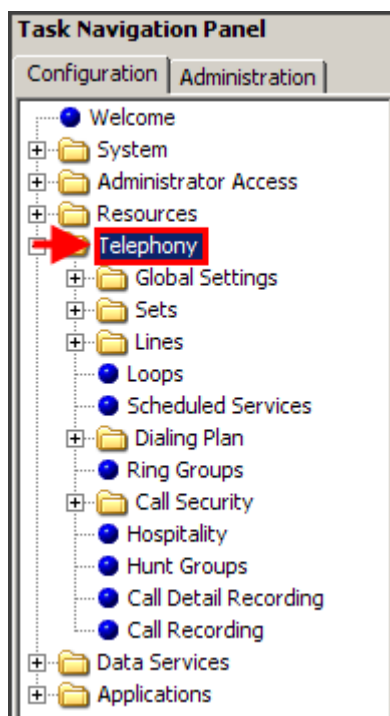 Task Navigation Panel
Configuration Administration
Welcome
System
Administrator Access
Resources
Telephony
Global Settings
Sets
Lines
Loops
Scheduled Services
Dialing Plan
Ring Groups
Call Security
Hospitality
Hunt Groups
Call Detail Recording
Call Recording
Data Services
Applications